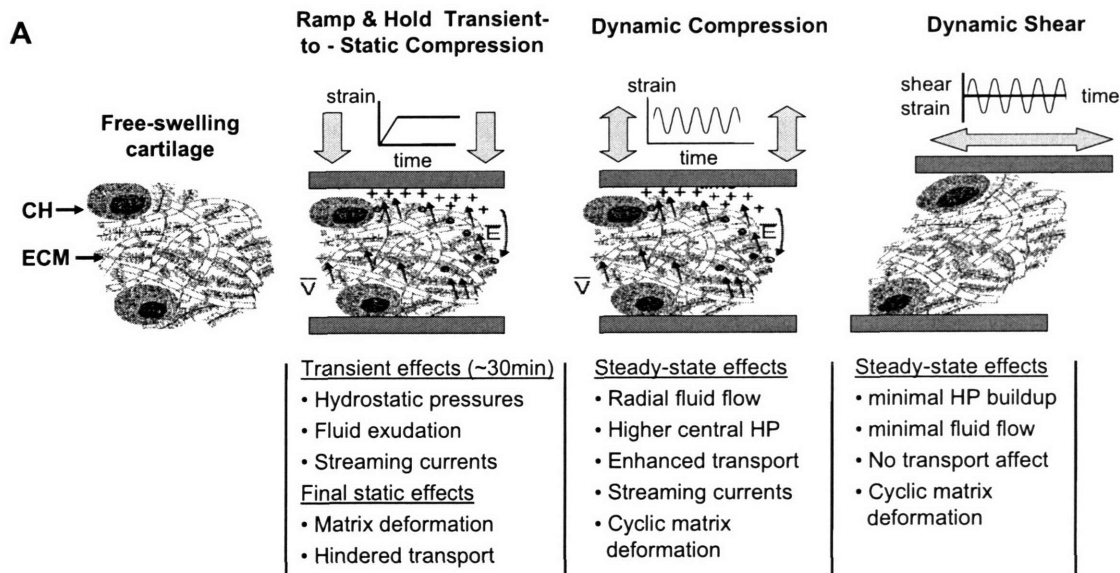 A
Ramp & Hold Transient-
to - Static Compression
Dynamic Compression
Dynamic Shear
Free-swelling
cartilage
CH
ECM
strain
time
V
E
strain
time
V
E
shear
strain
time
Transient effects (~30min)
• Hydrostatic pressures
• Fluid exudation
• Streaming currents
Final static effects
• Matrix deformation
• Hindered transport
Steady-state effects
• Radial fluid flow
• Higher central HP
• Enhanced transport
• Streaming currents
• Cyclic matrix
deformation
Steady-state effects
• minimal HP buildup
• minimal fluid flow
• No transport affect
• Cyclic matrix
deformation